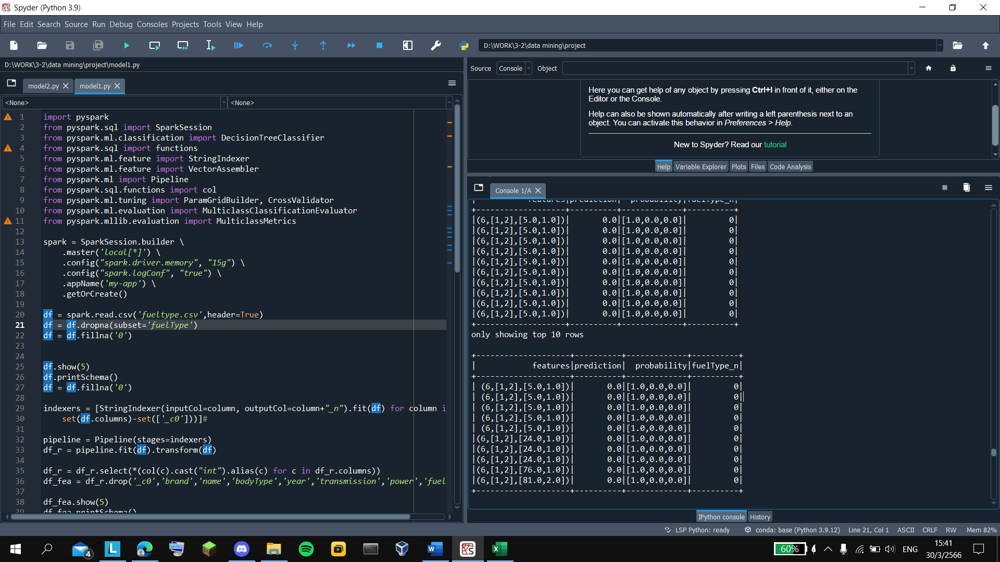 Spyder (Python 3.9)
File Edit Search Source Run Debug Consoles Projects Tools View Help
D:\WORK\3-2\data mining\project
D:\WORK\3-2\data mining\project\model1.py
model2.py
model1.py
<None>
<None>
1 import pyspark
2 from pyspark.sql import SparkSession
3 from pyspark.ml.classification import DecisionTreeClassifier
4 from pyspark.sql import functions
5 from pyspark.ml.feature import StringIndexer
6 from pyspark.ml.feature import VectorAssembler
7 from pyspark.ml import Pipeline
8 from pyspark.sql.functions import col
9 from pyspark.ml.tuning import ParamGridBuilder, CrossValidator
10 from pyspark.ml.evaluation import MulticlassClassificationEvaluator
11 from pyspark.mllib.evaluation import MulticlassMetrics
12
13 spark = SparkSession.builder \
14 .master('local[*]') \
15 .config("spark.driver.memory", "15g") \
16 .config("spark.logConf", "true") \
17 .appName('my-app') \
18 .getOrCreate()
19
20 df = spark.read.csv('fueltype.csv',header=True)
21 df = df.dropna(subset='fuelType')
22 df = df.fillna('0')
23
24
25 df.show(5)
26 df.printSchema()
27 df = df.fillna('0')
28
29 indexers = [StringIndexer(inputCol=column, outputCol=column+"_n").fit(df) for column i
30 set(df.columns)-set(['_c0']))]#
31
32 pipeline = Pipeline(stages=indexers)
33 df_r = pipeline.fit(df).transform(df)
34
35 df_r = df_r.select(*(col(c).cast("int").alias(c) for c in df_r.columns))
36 df_fea = df_r.drop('_c0','brand','name','bodyType','year','transmission','power','fuel
37
38 df_fea.show(5)
39 df_fea.printSchema()
Source Console Object
Here you can get help of any object by pressing Ctrl+I in front of it, either on the
Editor or the Console.
Help can also be shown automatically after writing a left parenthesis next to an
object. You can activate this behavior in Preferences > Help.
New to Spyder? Read our tutorial
Help Variable Explorer Plots Files Code Analysis
Console 1/A
| features|prediction| probability|fuelType_n|
+-------------------+----------+-------------+----------+
|(6,[1,2],[5.0,1.0])| 0.0|[1.0,0.0,0.0]| 0|
|(6,[1,2],[5.0,1.0])| 0.0|[1.0,0.0,0.0]| 0|
|(6,[1,2],[5.0,1.0])| 0.0|[1.0,0.0,0.0]| 0|
|(6,[1,2],[5.0,1.0])| 0.0|[1.0,0.0,0.0]| 0|
|(6,[1,2],[5.0,1.0])| 0.0|[1.0,0.0,0.0]| 0|
|(6,[1,2],[5.0,1.0])| 0.0|[1.0,0.0,0.0]| 0|
|(6,[1,2],[5.0,1.0])| 0.0|[1.0,0.0,0.0]| 0|
|(6,[1,2],[5.0,1.0])| 0.0|[1.0,0.0,0.0]| 0|
|(6,[1,2],[5.0,1.0])| 0.0|[1.0,0.0,0.0]| 0|
|(6,[1,2],[5.0,1.0])| 0.0|[1.0,0.0,0.0]| 0|
+-------------------+----------+-------------+----------+
only showing top 10 rows
+--------------------+----------+-------------+----------+
| features|prediction| probability|fuelType_n|
+--------------------+----------+-------------+----------+
| (6,[1,2],[5.0,1.0])| 0.0|[1.0,0.0,0.0]| 0|
| (6,[1,2],[5.0,1.0])| 0.0|[1.0,0.0,0.0]| 0|
| (6,[1,2],[5.0,1.0])| 0.0|[1.0,0.0,0.0]| 0|
| (6,[1,2],[5.0,1.0])| 0.0|[1.0,0.0,0.0]| 0|
| (6,[1,2],[5.0,1.0])| 0.0|[1.0,0.0,0.0]| 0|
|(6,[1,2],[24.0,1.0])| 0.0|[1.0,0.0,0.0]| 0|
|(6,[1,2],[24.0,1.0])| 0.0|[1.0,0.0,0.0]| 0|
|(6,[1,2],[24.0,1.0])| 0.0|[1.0,0.0,0.0]| 0|
|(6,[1,2],[76.0,1.0])| 0.0|[1.0,0.0,0.0]| 0|
|(6,[1,2],[81.0,2.0])| 0.0|[1.0,0.0,0.0]| 0|
+--------------------+----------+-------------+----------+
IPython console History
LSP Python: ready conda: base (Python 3.9.12) Line 21, Col 1 ASCII CRLF RW Mem 82%
4
60%
ENG
15:41
30/3/2566